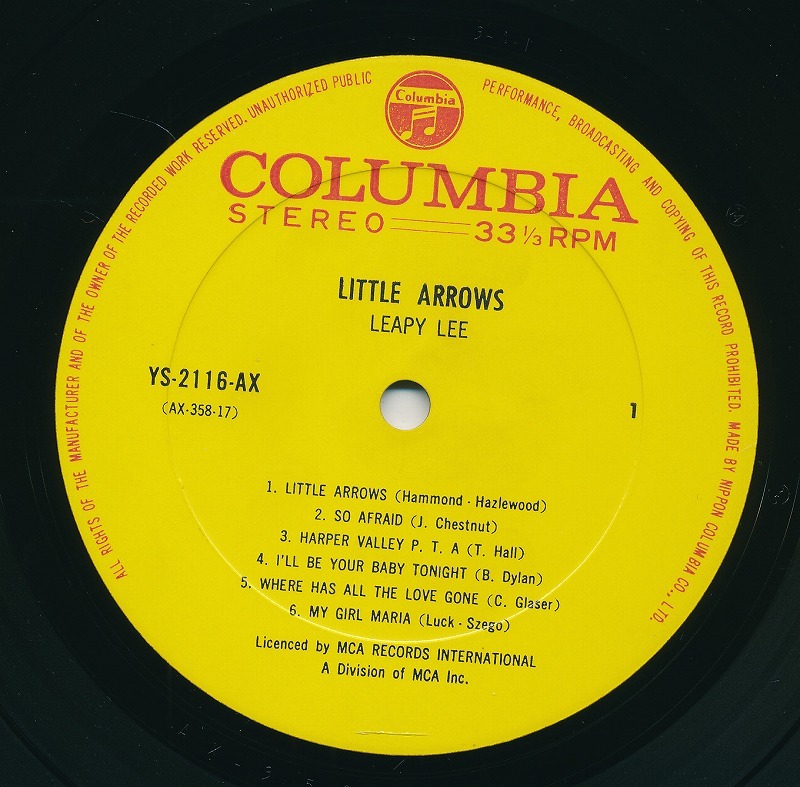 ALL RIGHTS OF THE MANUFACTURER AND OF THE OWNER OF THE RECORDED WORK RESERVED. UNAUTHORIZED PUBLIC PERFORMANCE, BROADCASTING AND COPYING OF THIS RECORD PROHIBITED. MADE BY NIPPON COLUMBIA CO., LTD.
Columbia
COLUMBIA
STEREO 33 1/3 RPM
LITTLE ARROWS
LEAPY LEE
YS-2116-AX
(AX-358-17)
1
1. LITTLE ARROWS (Hammond · Hazlewood)
2. SO AFRAID (J. Chestnut)
3. HARPER VALLEY P. T. A (T. Hall)
4. I'LL BE YOUR BABY TONIGHT (B. Dylan)
5. WHERE HAS ALL THE LOVE GONE (C. Glaser)
6. MY GIRL MARIA (Luck · Szego)
Licenced by MCA RECORDS INTERNATIONAL
A Division of MCA Inc.